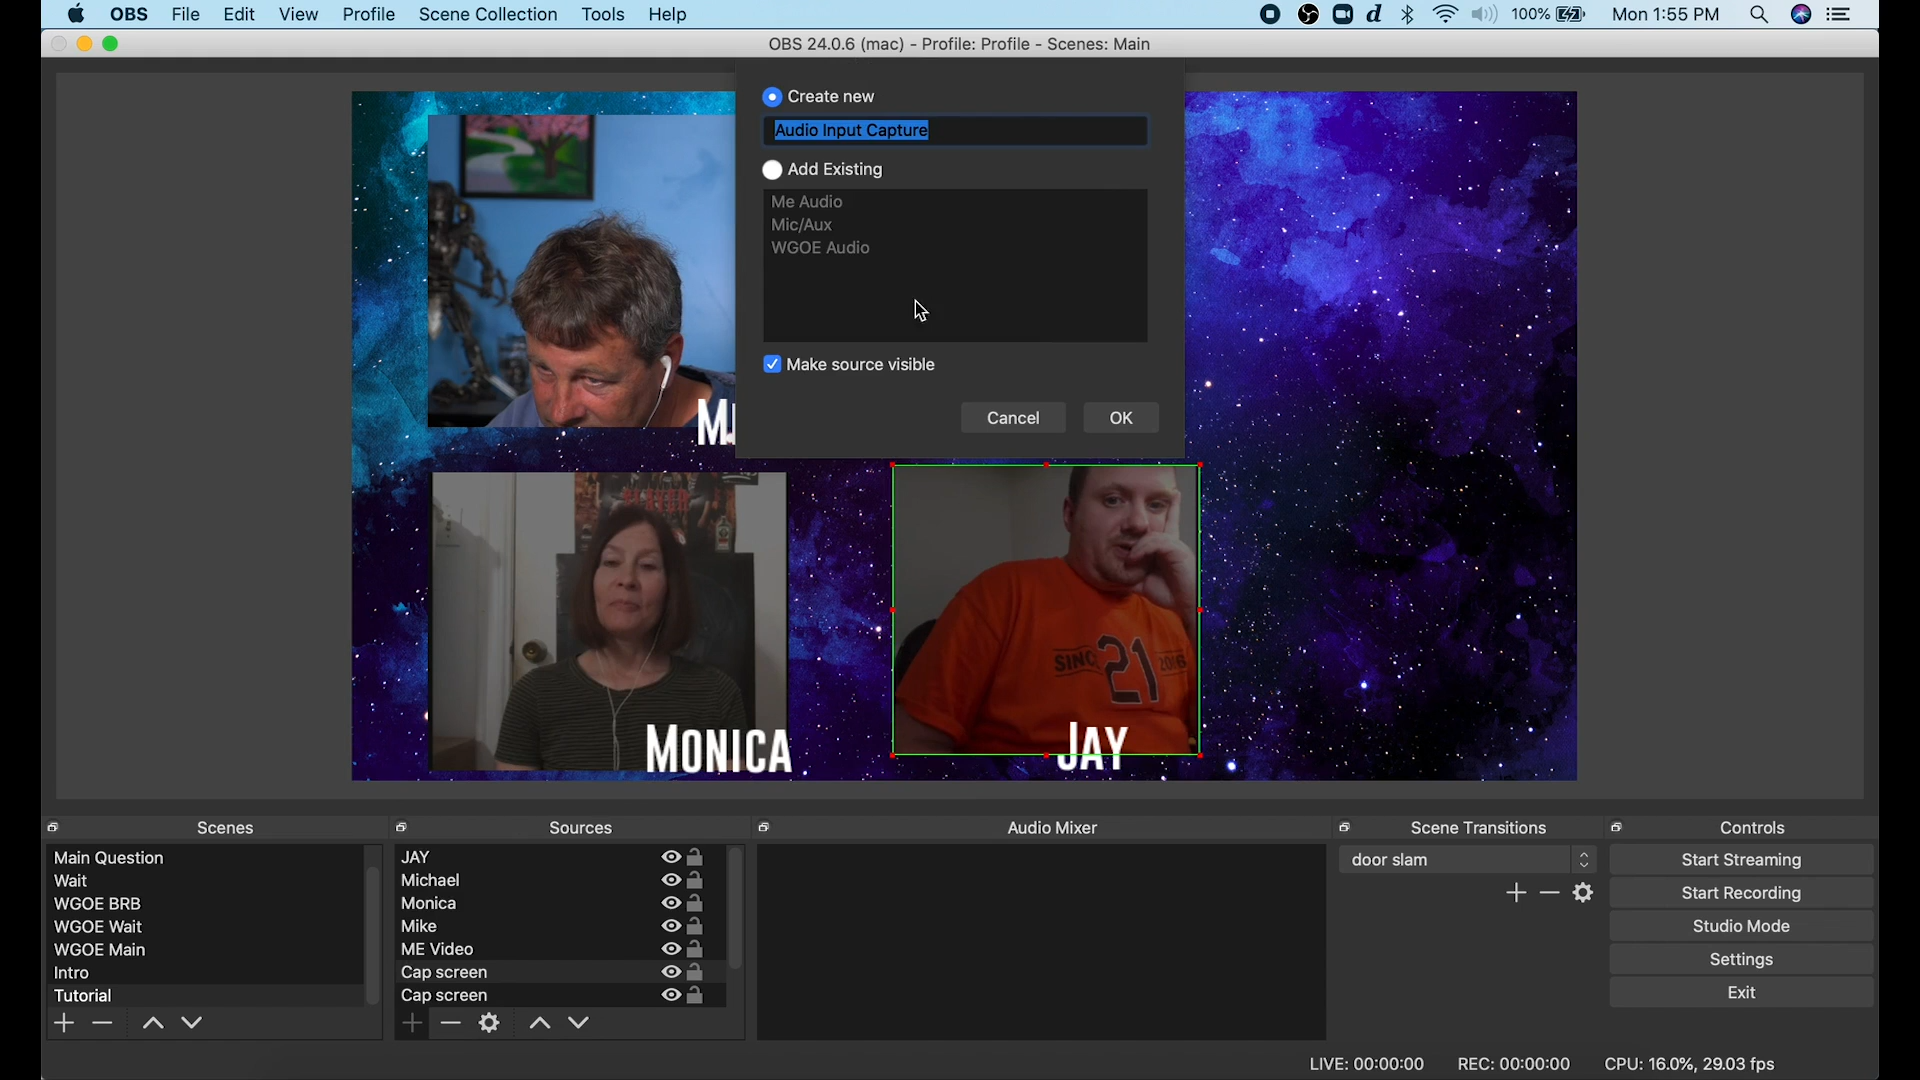 OBS File Edit View Profile Scene Collection Tools Help 100% Mon 1:55 PM
OBS 24.0.6 (mac) - Profile: Profile - Scenes: Main
Create new
Audio Input Capture
Add Existing
Me Audio
Mic/Aux
WGOE Audio
Make source visible
Cancel OK
SINCE 21
MONICA
JAY
Scenes
Main Question
Wait
WGOE BRB
WGOE Wait
WGOE Main
Intro
Tutorial
Sources
JAY
Michael
Monica
Mike
ME Video
Cap screen
Cap screen
Audio Mixer
Scene Transitions
door slam
Controls
Start Streaming
Start Recording
Studio Mode
Settings
Exit
LIVE: 00:00:00 REC: 00:00:00 CPU: 16.0%, 29.03 fps